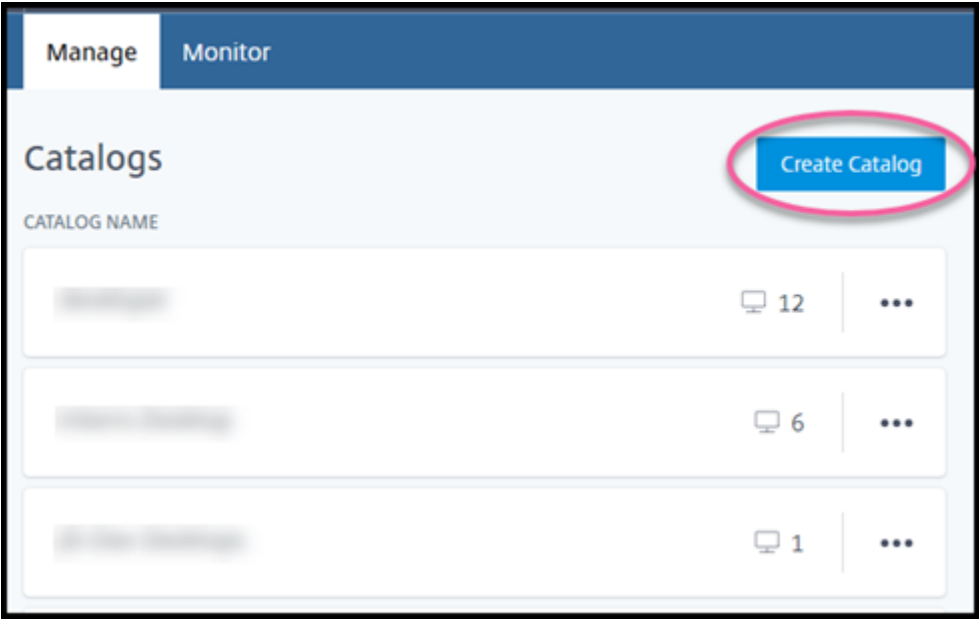 Manage Monitor
Catalogs
Create Catalog
CATALOG NAME
12 •••
6 •••
1 •••